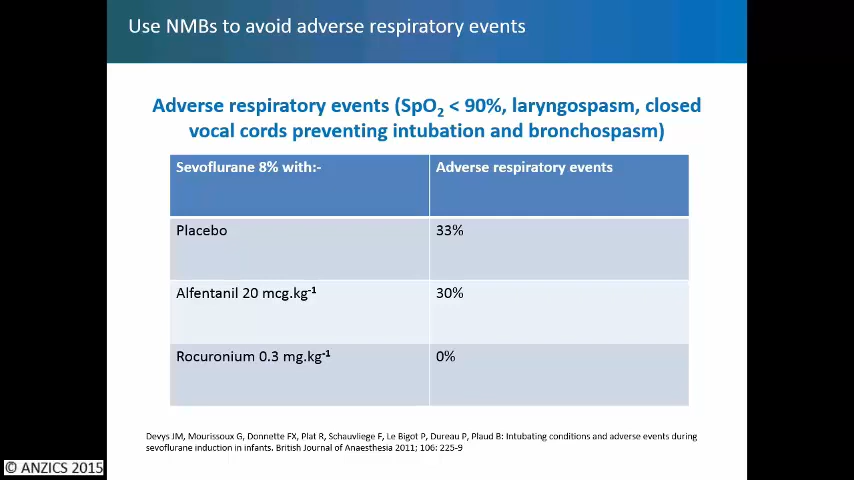 Use NMBs to avoid adverse respiratory events
Adverse respiratory events (SpO₂ < 90%, laryngospasm, closed
vocal cords preventing intubation and bronchospasm)
Sevoflurane 8% with:- Adverse respiratory events
Placebo 33%
Alfentanil 20 mcg.kg⁻¹ 30%
Rocuronium 0.3 mg.kg⁻¹ 0%
Devys JM, Mourissoux G, Donnette FX, Plat R, Schauvliege F, Le Bigot P, Dureau P, Plaud B: Intubating conditions and adverse events during
sevoflurane induction in infants. British Journal of Anaesthesia 2011; 106: 225-9
© ANZICS 2015